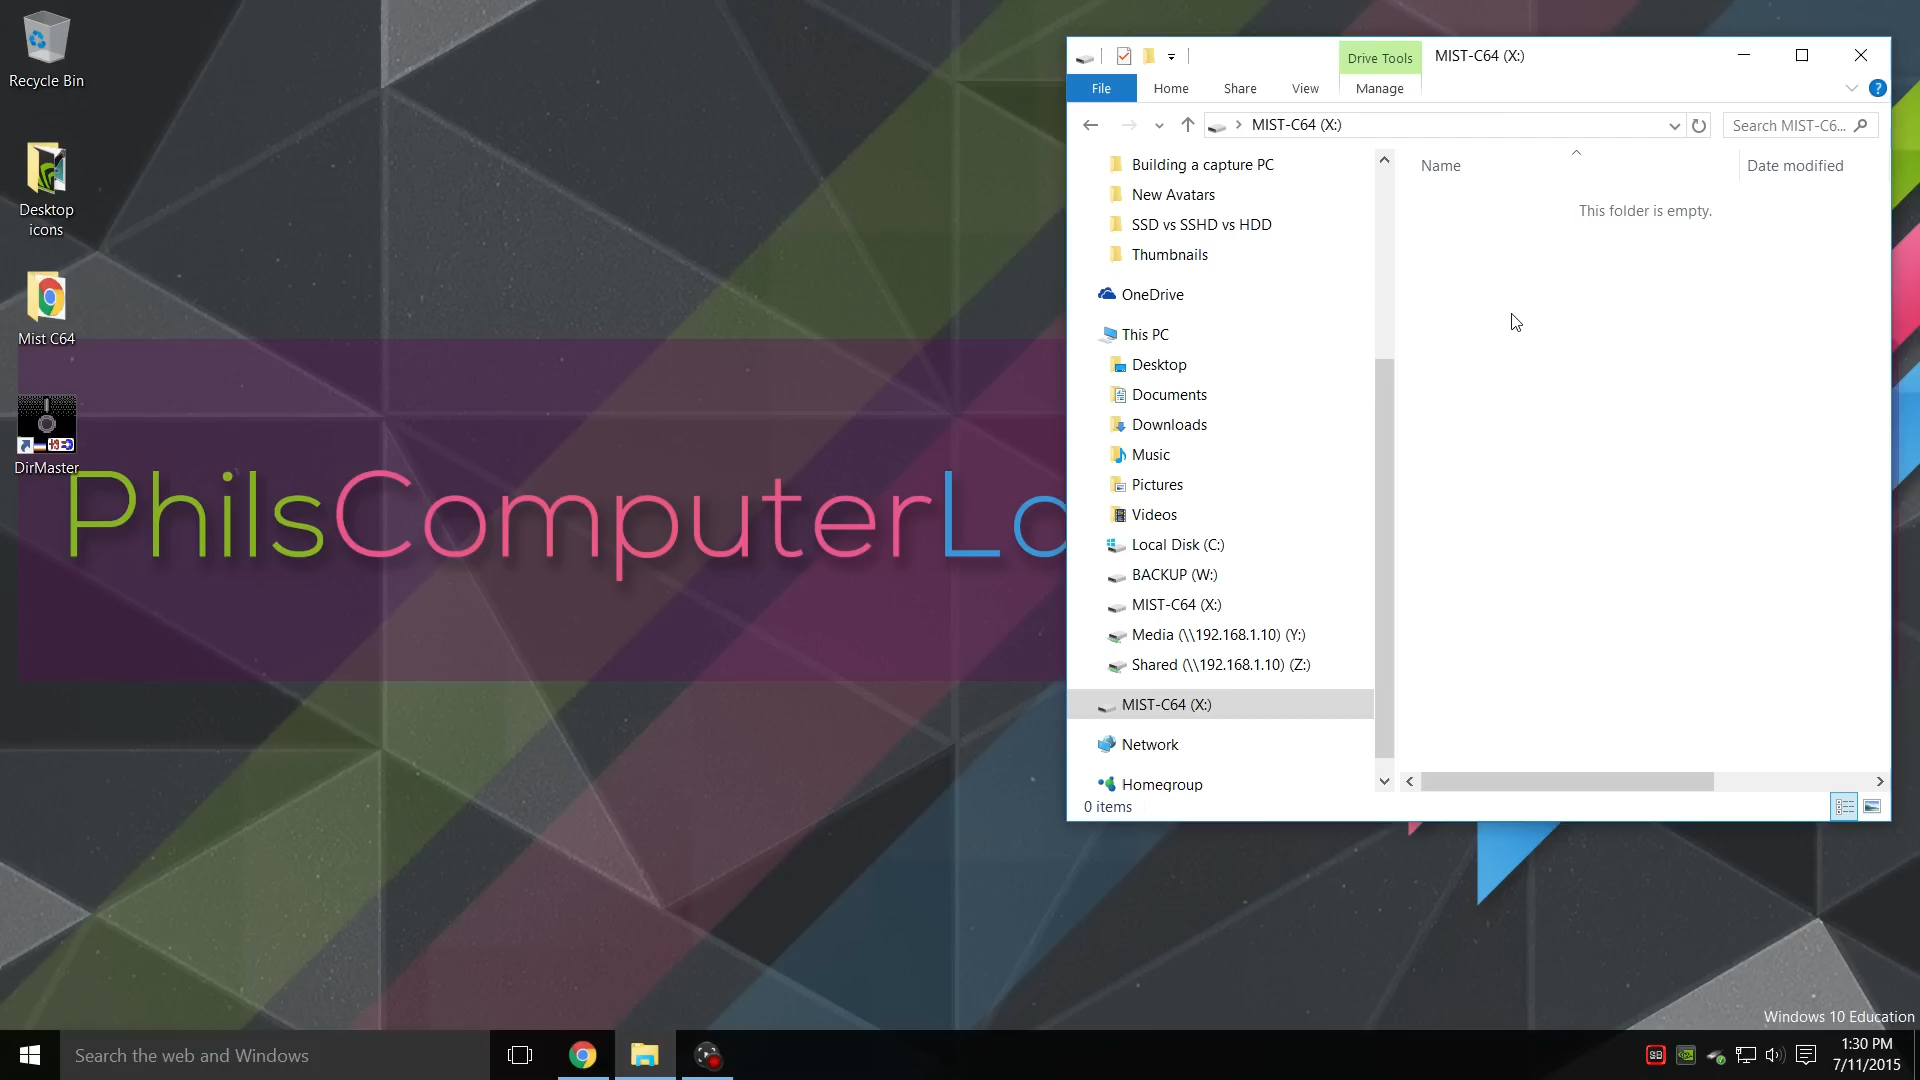 Recycle Bin
Desktop
icons
Mist C64
DirMaster
PhilsComputerLa
Drive Tools
MIST-C64 (X:)
File
Home
Share
View
Manage
MIST-C64 (X:)
Search MIST-C6...
Building a capture PC
New Avatars
SSD vs SSHD vs HDD
Thumbnails
OneDrive
This PC
Desktop
Documents
Downloads
Music
Pictures
Videos
Local Disk (C:)
BACKUP (W:)
MIST-C64 (X:)
Media (\\192.168.1.10) (Y:)
Shared (\\192.168.1.10) (Z:)
MIST-C64 (X:)
Network
Homegroup
Name
Date modified
This folder is empty.
0 items
Windows 10 Education
Search the web and Windows
1:30 PM
7/11/2015